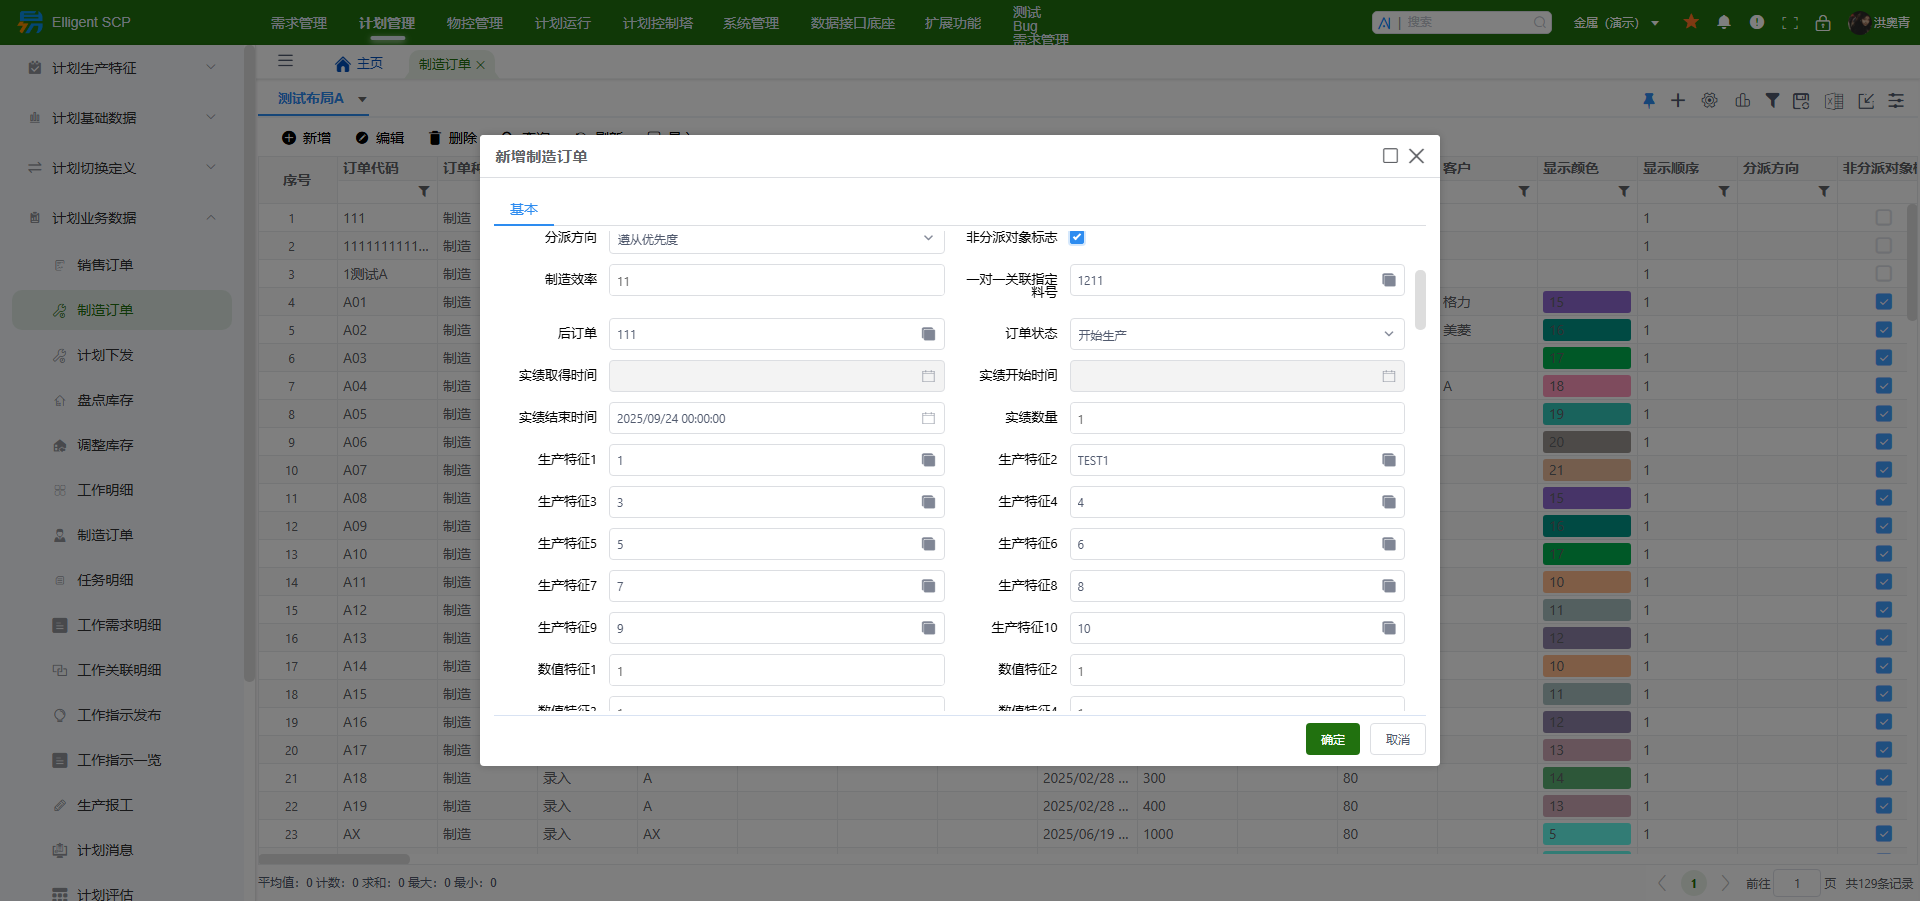 Elligent SCP
需求管理 计划管理 物控管理 计划运行 计划控制塔 系统管理 数据接口底座 扩展功能
测试
Bug
需求管理
搜索
金属（演示）
洪奥青
计划生产特征
计划基础数据
计划切换定义
计划业务数据
销售订单
制造订单
计划下发
盘点库存
调整库存
工作明细
制造订单
任务明细
工作需求明细
工作关联明细
工作指示发布
工作指示一览
生产报工
计划消息
计划评估
主页 制造订单
测试布局A
新增 编辑 删除
序号 订单代码 客户 显示颜色 显示顺序 分派方向
1 111 制造 1
2 1111111111... 制造 1
3 1测试A 制造 1
4 A01 制造 格力 15 1
5 A02 制造 美菱 1
6 A03 制造 17 1
7 A04 制造 A 18 1
8 A05 制造 19 1
9 A06 制造 20 1
10 A07 制造 21 1
11 A08 制造 15 1
12 A09 制造 1
13 A10 制造 17 1
14 A11 制造 10 1
15 A12 制造 11 1
16 A13 制造 12 1
17 A14 制造 10 1
18 A15 制造 11 1
19 A16 制造 12 1
20 A17 制造 13 1
21 A18 制造 录入 A 2025/02/28 ... 300 80 14 1
22 A19 制造 录入 A 2025/02/28 ... 400 80 13 1
23 AX 制造 录入 AX 2025/06/19 ... 1000 80 5 1
平均值：0 计数：0 求和：0 最大：0 最小：0
1 前往 1 页 共129条记录
新增制造订单
基本
分派方向 遵从优先度 非分派对象标志
制造效率 11 一对一关联指定料号 1211
后订单 111 订单状态 开始生产
实绩取得时间 实绩开始时间
实绩结束时间 2025/09/24 00:00:00 实绩数量 1
生产特征1 1 生产特征2 TEST1
生产特征3 3 生产特征4 4
生产特征5 5 生产特征6 6
生产特征7 7 生产特征8 8
生产特征9 9 生产特征10 10
数值特征1 1 数值特征2 1
确定 取消